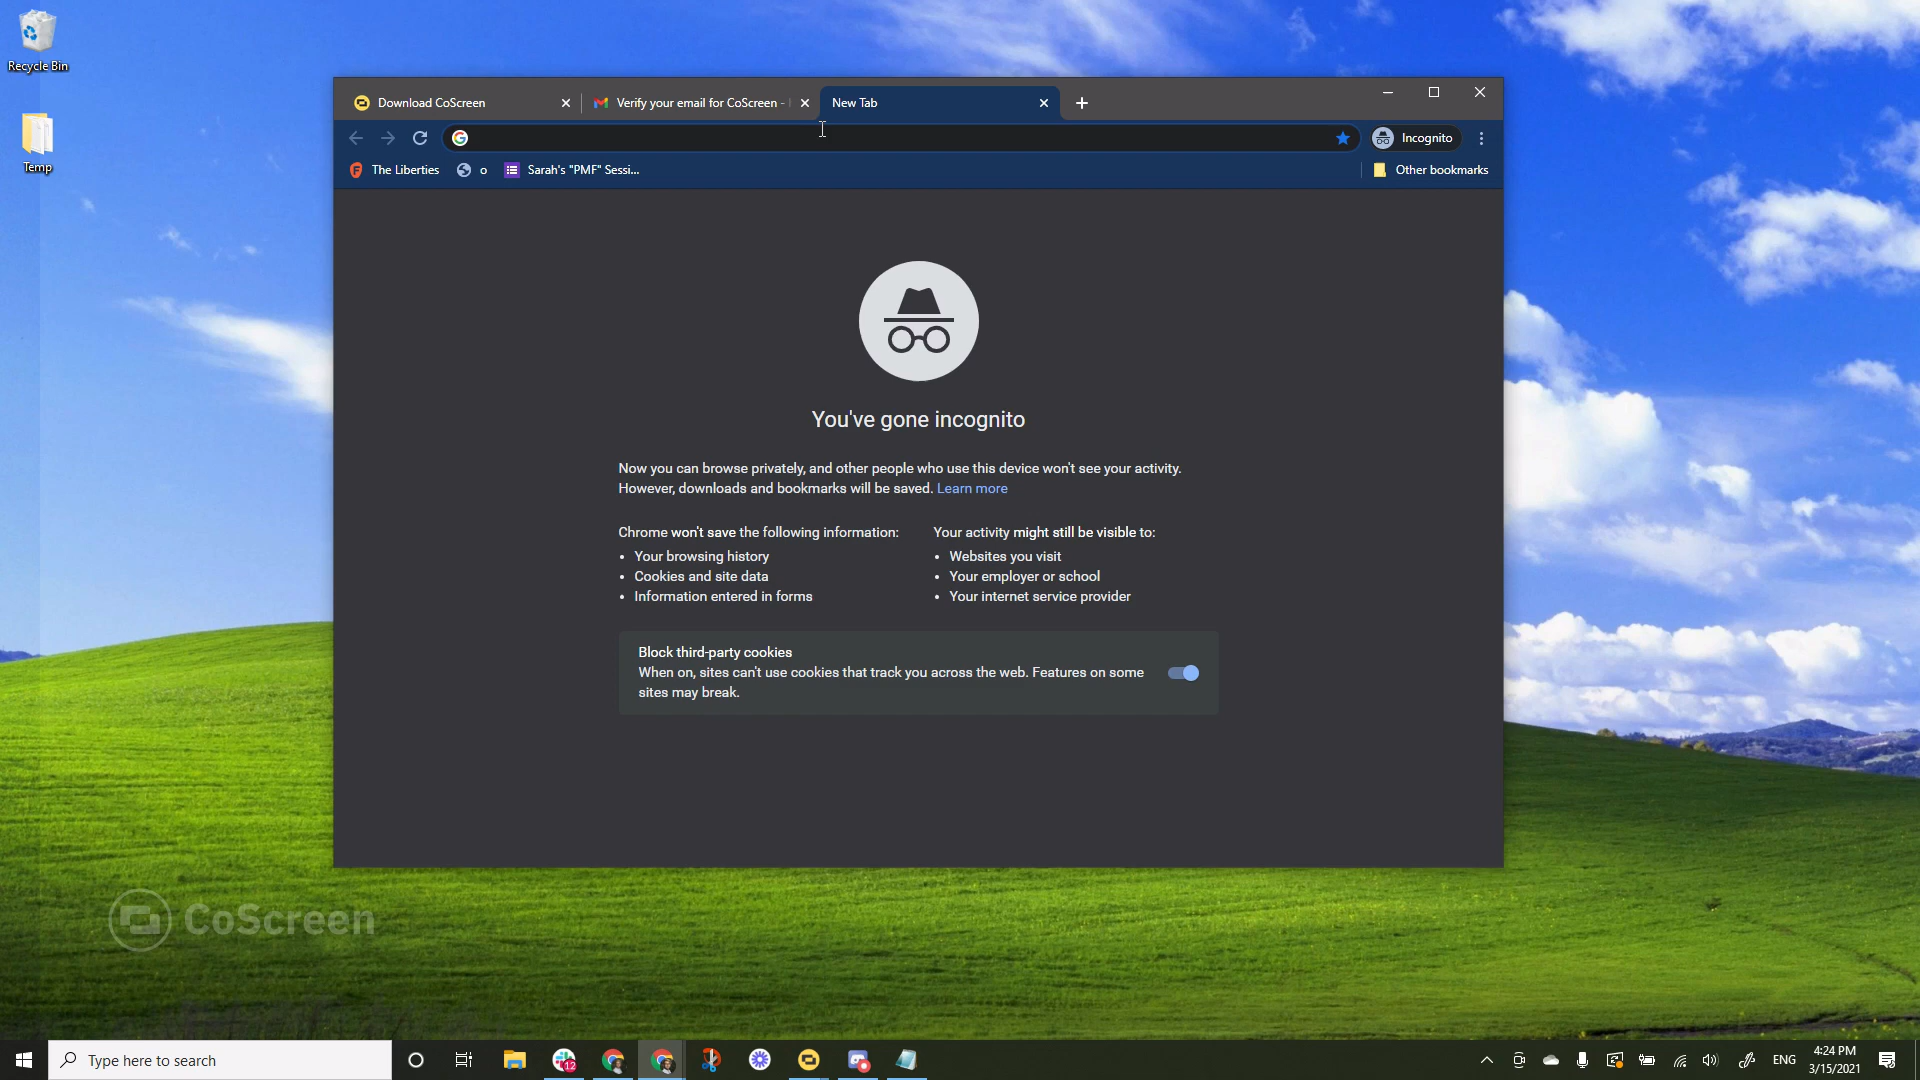 Recycle Bin
Temp
Download CoScreen
Verify your email for CoScreen -
New Tab
Incognito
The Liberties
o
Sarah's "PMF" Sessi...
Other bookmarks
You've gone incognito
Now you can browse privately, and other people who use this device won't see your activity.
However, downloads and bookmarks will be saved. Learn more
Chrome won't save the following information:
Your browsing history
Cookies and site data
Information entered in forms
Your activity might still be visible to:
Websites you visit
Your employer or school
Your internet service provider
Block third-party cookies
When on, sites can't use cookies that track you across the web. Features on some
sites may break.
CoScreen
Type here to search
12
ENG
4:24 PM
3/15/2021